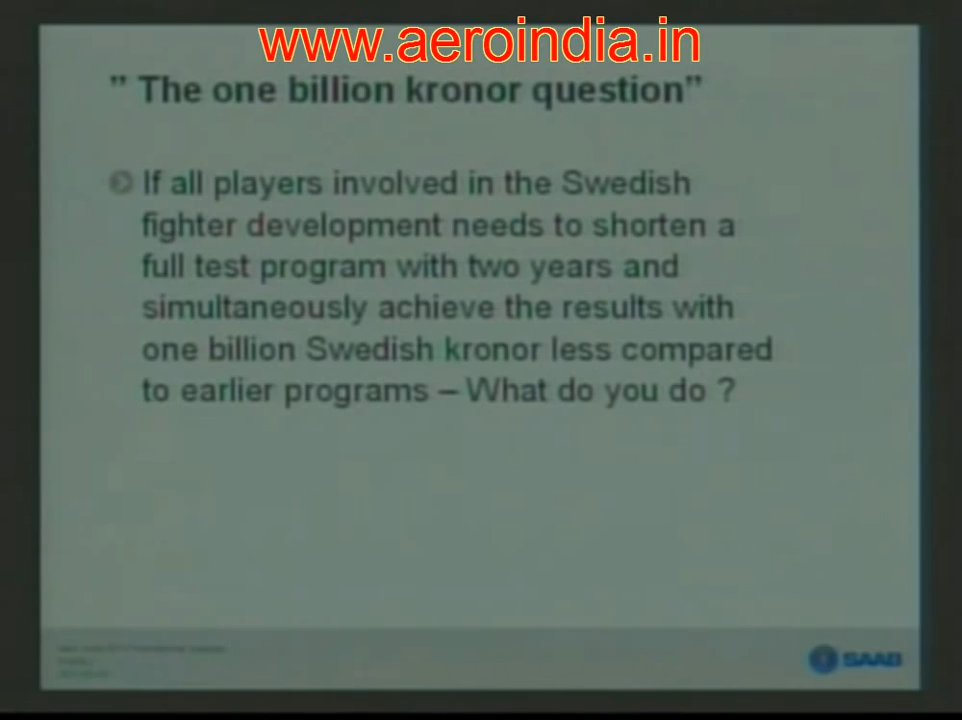 www.aeroindia.in
” The one billion kronor question”
If all players involved in the Swedish
fighter development needs to shorten a
full test program with two years and
simultaneously achieve the results with
one billion Swedish kronor less compared
to earlier programs – What do you do ?
SAAB